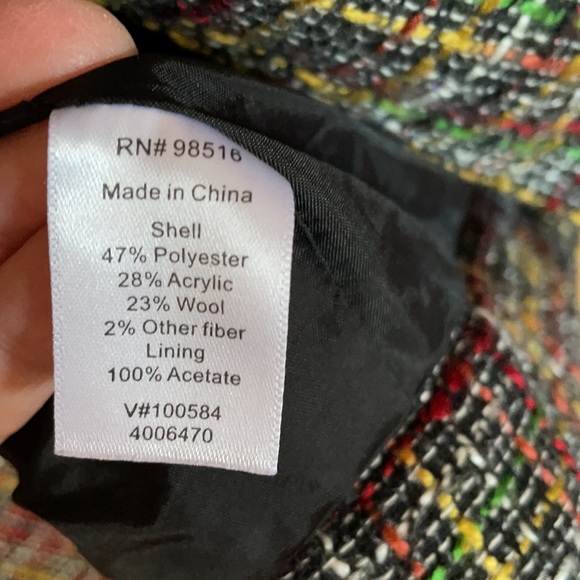 RN# 98516
Made in China
Shell
47% Polyester
28% Acrylic
23% Wool
2% Other fiber
Lining
100% Acetate
V#100584
4006470